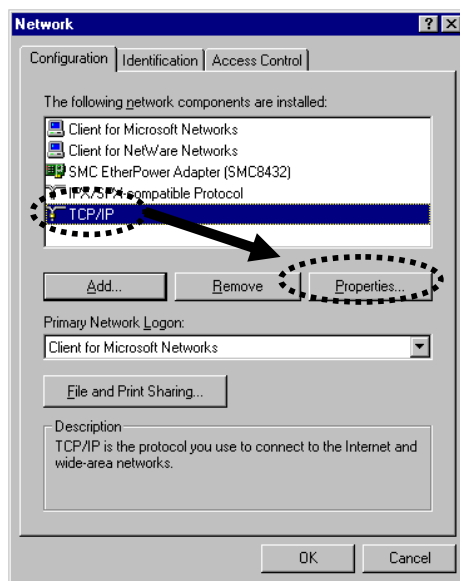 Network
Configuration Identification Access Control
The following network components are installed:
Client for Microsoft Networks
Client for NetWare Networks
SMC EtherPower Adapter (SMC8432)
IPX/SPX-compatible Protocol
TCP/IP
Add... Remove Properties...
Primary Network Logon:
Client for Microsoft Networks
File and Print Sharing...
Description
TCP/IP is the protocol you use to connect to the Internet and
wide-area networks.
OK Cancel